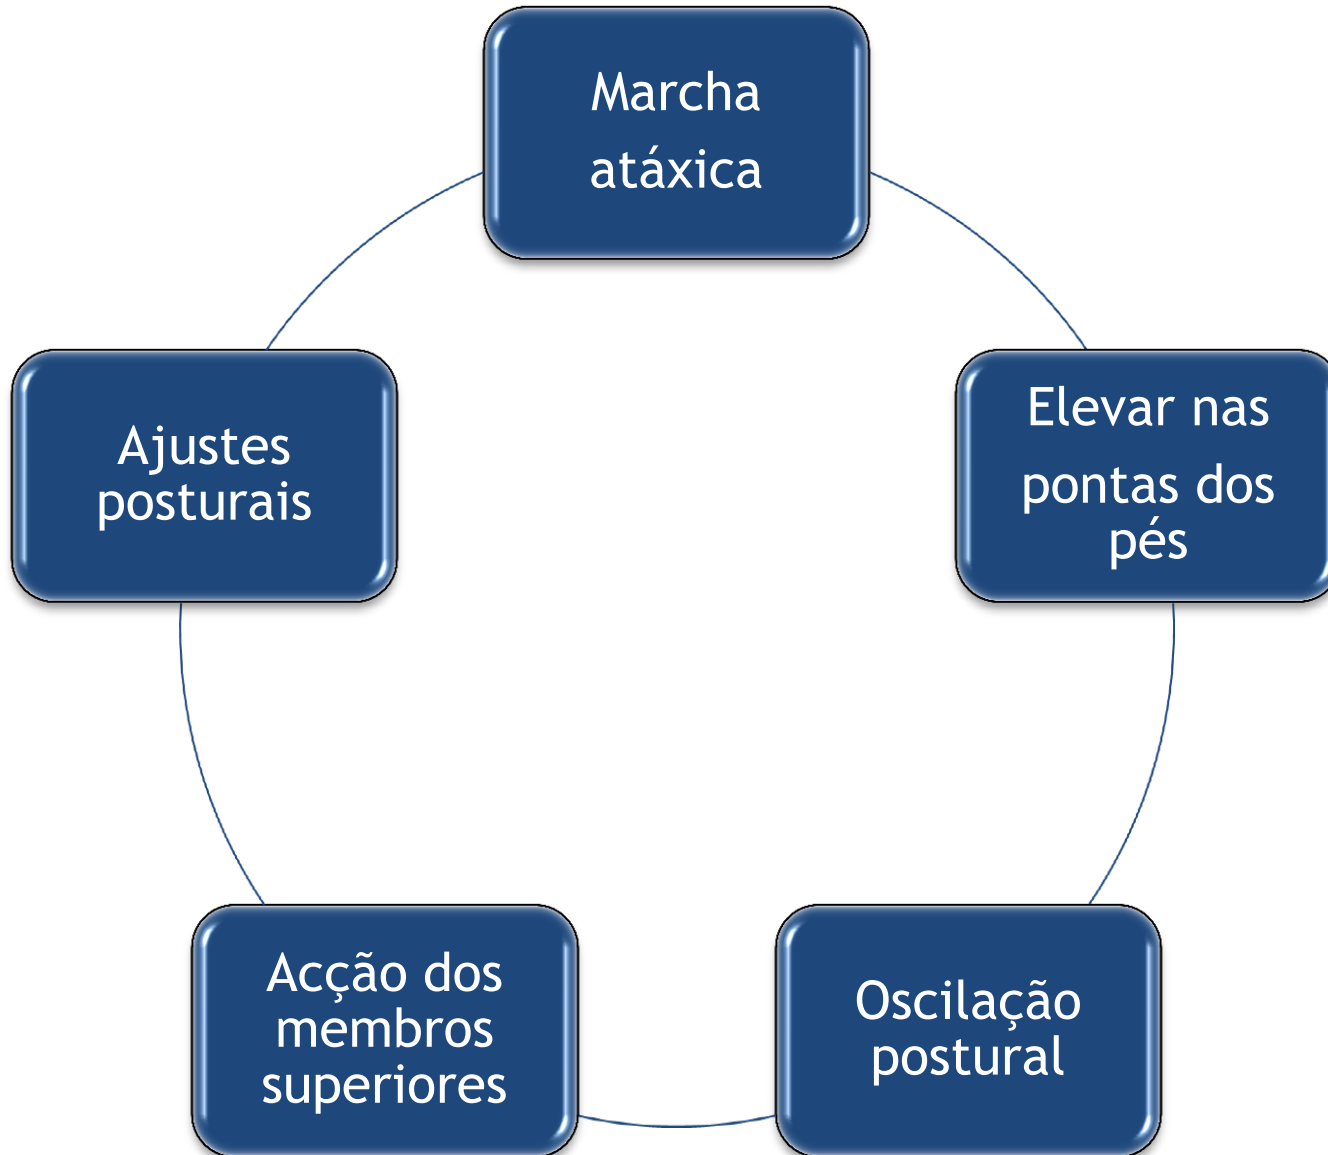 Marcha
atáxica
Elevar nas
pontas dos
pés
Oscilação
postural
Acção dos
membros
superiores
Ajustes
posturais